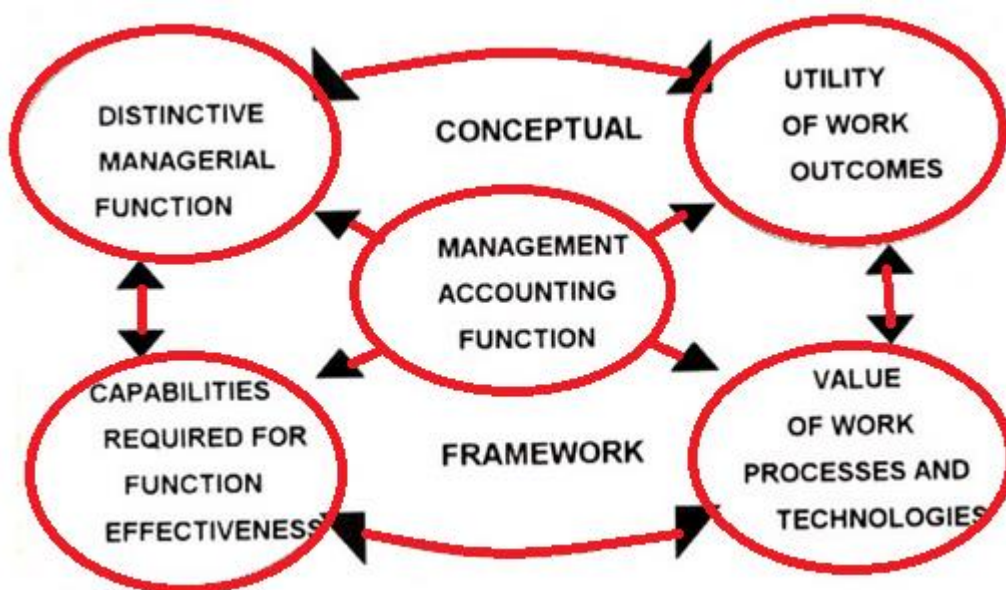 DISTINCTIVE
MANAGERIAL
FUNCTION
CONCEPTUAL
UTILITY
OF WORK
OUTCOMES
MANAGEMENT
ACCOUNTING
FUNCTION
CAPABILITIES
REQUIRED FOR
FUNCTION
EFFECTIVENESS
FRAMEWORK
VALUE
OF WORK
PROCESSES AND
TECHNOLOGIES